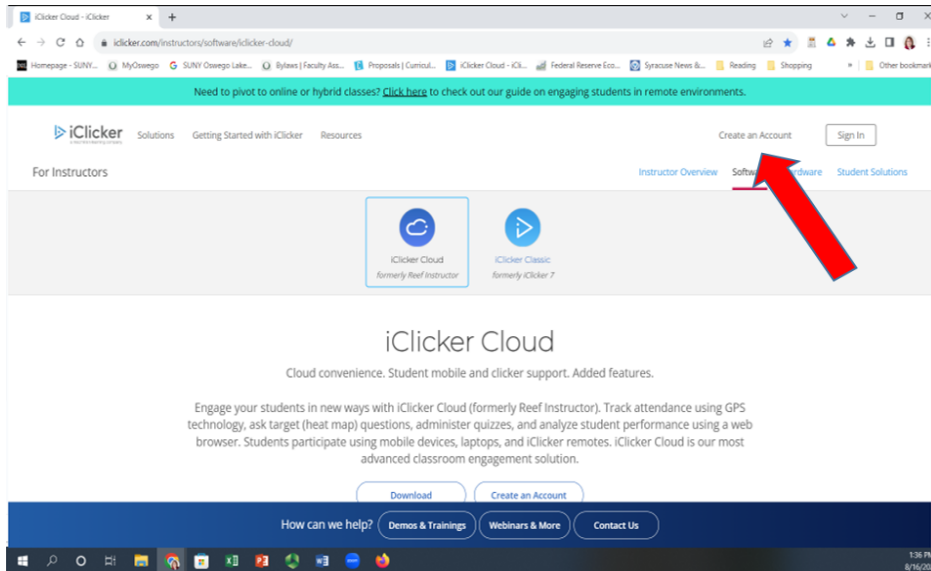 iClicker Cloud - iClicker
iclicker.com/instructors/software/iclicker-cloud/
Homepage - SUNY... MyOswego SUNY Oswego Lake... Bylaws | Faculty Ass... Proposals | Curricul... iClicker Cloud - iCli... Federal Reserve Eco... Syracuse News &... Reading Shopping » Other bookmark
Need to pivot to online or hybrid classes? Click here to check out our guide on engaging students in remote environments.
iClicker Solutions Getting Started with iClicker Resources Create an Account Sign In
For Instructors Instructor Overview Softw rdware Student Solutions
iClicker Cloud
formerly Reef Instructor
iClicker Classic
formerly iClicker 7
iClicker Cloud
Cloud convenience. Student mobile and clicker support. Added features.
Engage your students in new ways with iClicker Cloud (formerly Reef Instructor). Track attendance using GPS
technology, ask target (heat map) questions, administer quizzes, and analyze student performance using a web
browser. Students participate using mobile devices, laptops, and iClicker remotes. iClicker Cloud is our most
advanced classroom engagement solution.
Download Create an Account
How can we help? Demos & Trainings Webinars & More Contact Us
1:36 PM
8/16/20